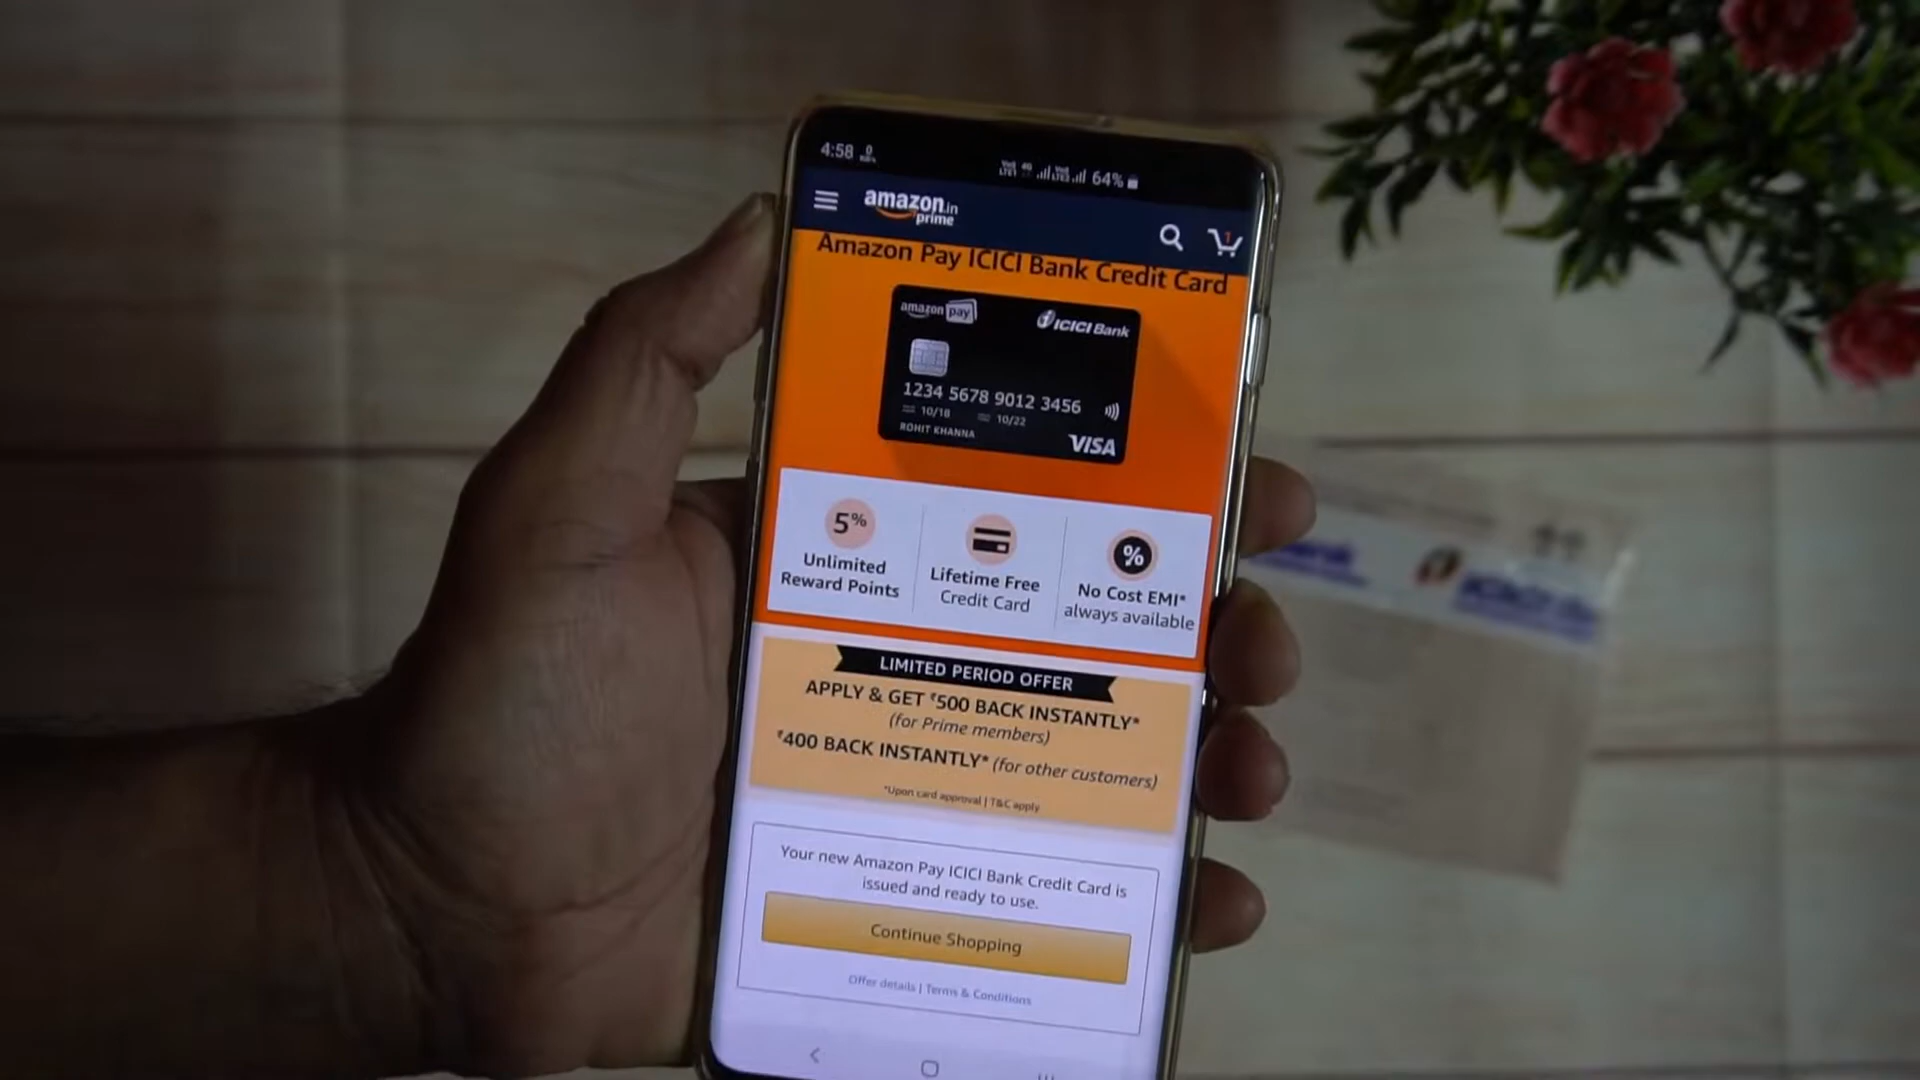 4:58 0 64%
amazon.in
prime
1
Amazon Pay ICICI Bank Credit Card
amazon pay ICICI Bank
1234 5678 9012 3456
10/18 10/22
ROHIT KHANNA
VISA
5%
Unlimited
Reward Points
Lifetime Free
Credit Card
%
No Cost EMI*
always available
LIMITED PERIOD OFFER
APPLY & GET ₹500 BACK INSTANTLY*
(for Prime members)
₹400 BACK INSTANTLY* (for other customers)
*Upon card approval | T&C apply
Your new Amazon Pay ICICI Bank Credit Card is
issued and ready to use.
Continue Shopping
Offer details | Terms & Conditions